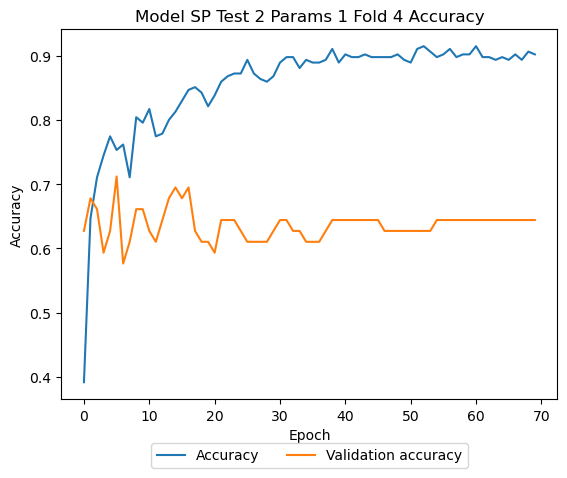 Model SP Test 2 Params 1 Fold 4 Accuracy
Accuracy
0.9
0.8
0.7
0.6
0.5
0.4
0 10 20 30 40 50 60 70
Epoch
Accuracy Validation accuracy